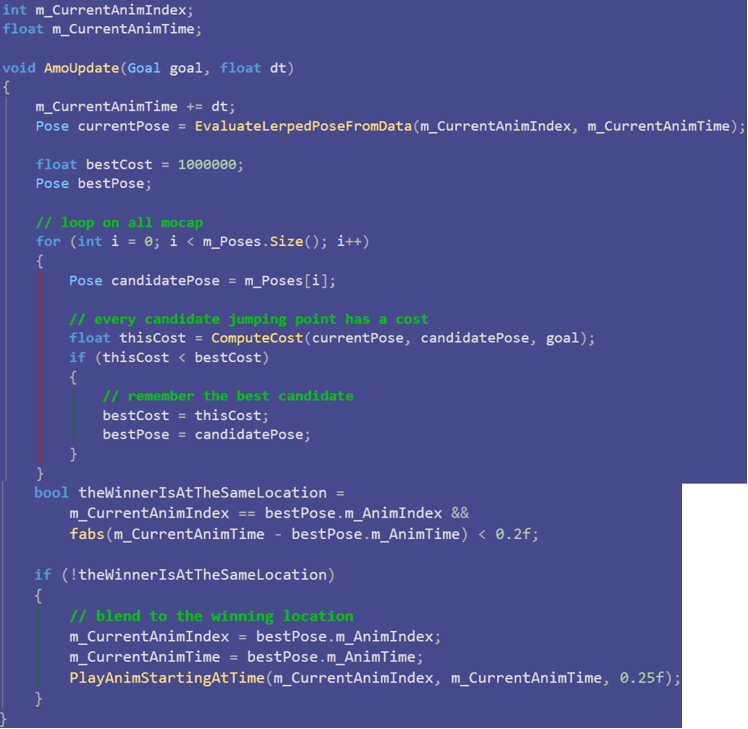 int m_CurrentAnimIndex;
float m_CurrentAnimTime;
void AmoUpdate(Goal goal, float dt)
{
m_CurrentAnimTime += dt;
Pose currentPose = EvaluateLerpedPoseFromData(m_CurrentAnimIndex, m_CurrentAnimTime);
float bestCost = 1000000;
Pose bestPose;
// loop on all mocap
for (int i = 0; i < m_Poses.Size(); i++)
{
Pose candidatePose = m_Poses[i];
// every candidate jumping point has a cost
float thisCost = ComputeCost(currentPose, candidatePose, goal);
if (thisCost < bestCost)
{
// remember the best candidate
bestCost = thisCost;
bestPose = candidatePose;
}
}
bool theWinnerIsAtTheSameLocation =
m_CurrentAnimIndex == bestPose.m_AnimIndex &&
fabs(m_CurrentAnimTime - bestPose.m_AnimTime) < 0.2f;
if (!theWinnerIsAtTheSameLocation)
{
// blend to the winning location
m_CurrentAnimIndex = bestPose.m_AnimIndex;
m_CurrentAnimTime = bestPose.m_AnimTime;
PlayAnimStartingAtTime(m_CurrentAnimIndex, m_CurrentAnimTime, 0.25f);
}
}